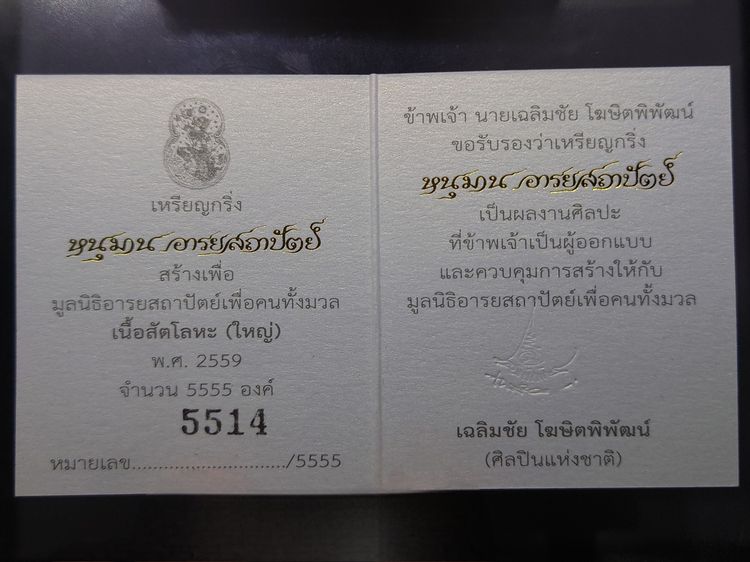 เหรียญกริ่ง
หนุมาน อารยสถาปัตย์
สร้างเพื่อ
มูลนิธิอารยสถาปัตย์เพื่อคนทั้งมวล
เนื้อสัตโลหะ (ใหญ่)
พ.ศ. 2559
จำนวน 5555 องค์
5514
หมายเลข............................/5555
ข้าพเจ้า นายเฉลิมชัย โฆษิตพิพัฒน์
ขอรับรองว่าเหรียญกริ่ง
หนุมาน อารยสถาปัตย์
เป็นผลงานศิลปะ
ที่ข้าพเจ้าเป็นผู้ออกแบบ
และควบคุมการสร้างให้กับ
มูลนิธิอารยสถาปัตย์เพื่อคนทั้งมวล
เฉลิมชัย โฆษิตพิพัฒน์
(ศิลปินแห่งชาติ)